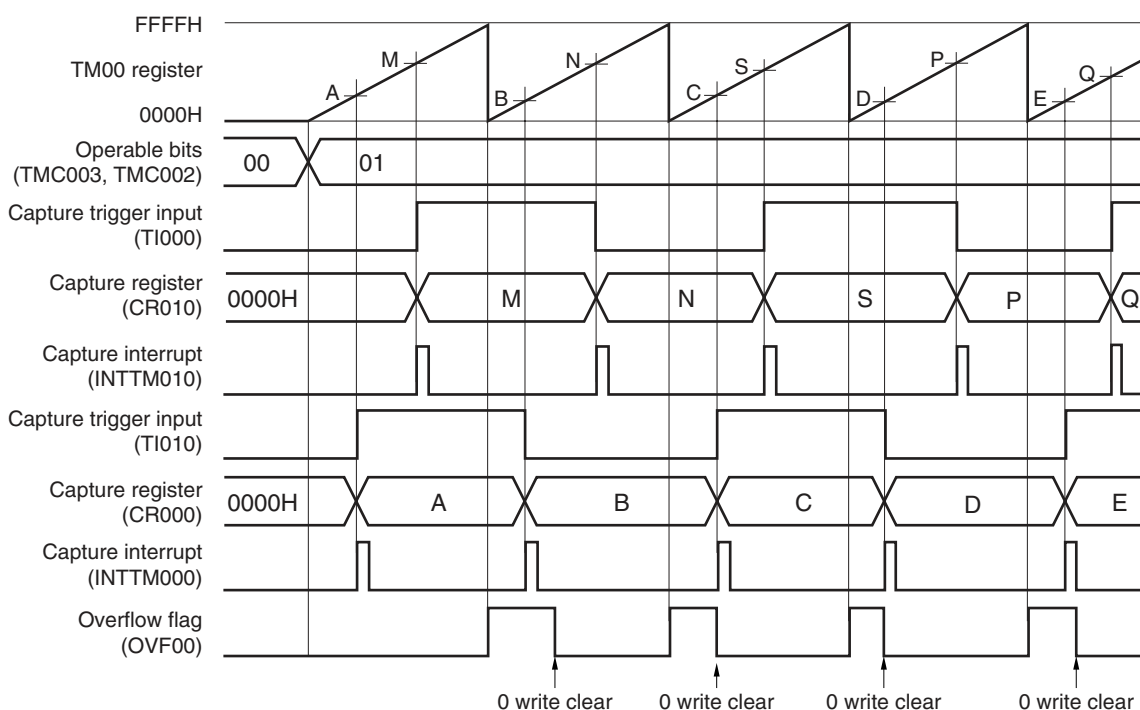 FFFFH
TM00 register
0000H
A M B N C S D P E Q
Operable bits
(TMC003, TMC002)
00 01
Capture trigger input
(TI000)
Capture register
(CR010)
0000H M N S P Q
Capture interrupt
(INTTM010)
Capture trigger input
(TI010)
Capture register
(CR000)
0000H A B C D E
Capture interrupt
(INTTM000)
Overflow flag
(OVF00)
0 write clear 0 write clear 0 write clear 0 write clear